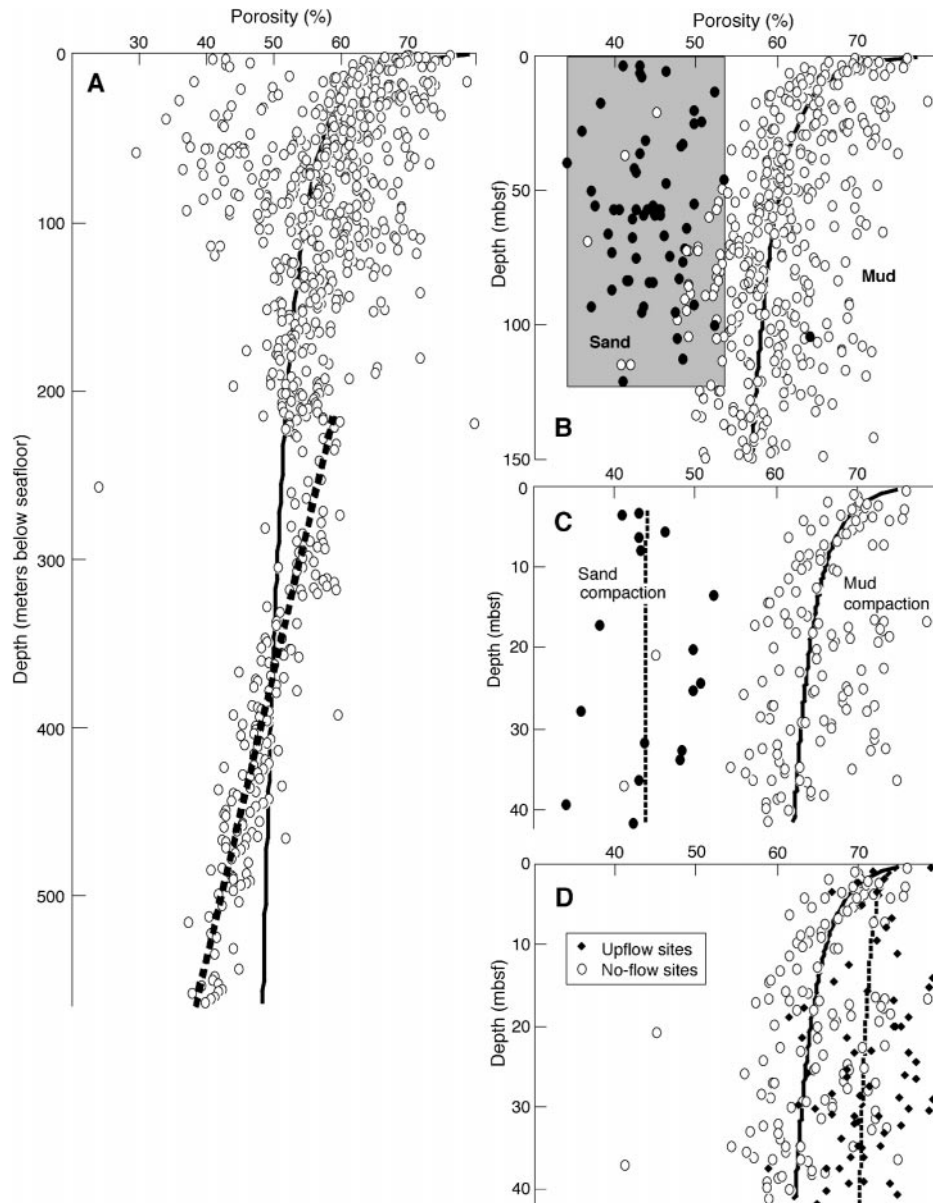 Porosity (%)
30 40 50 60 70
0
A
100
200
300
400
500
Depth (meters below seafloor)
Porosity (%)
40 50 60 70
0
50
100
150
Depth (mbsf)
Sand
Mud
B
40 50 60 70
0
10
20
30
40
Depth (mbsf)
C
Sand
compaction
Mud
compaction
40 50 60 70
0
10
20
30
40
Depth (mbsf)
D
Upflow sites
No-flow sites